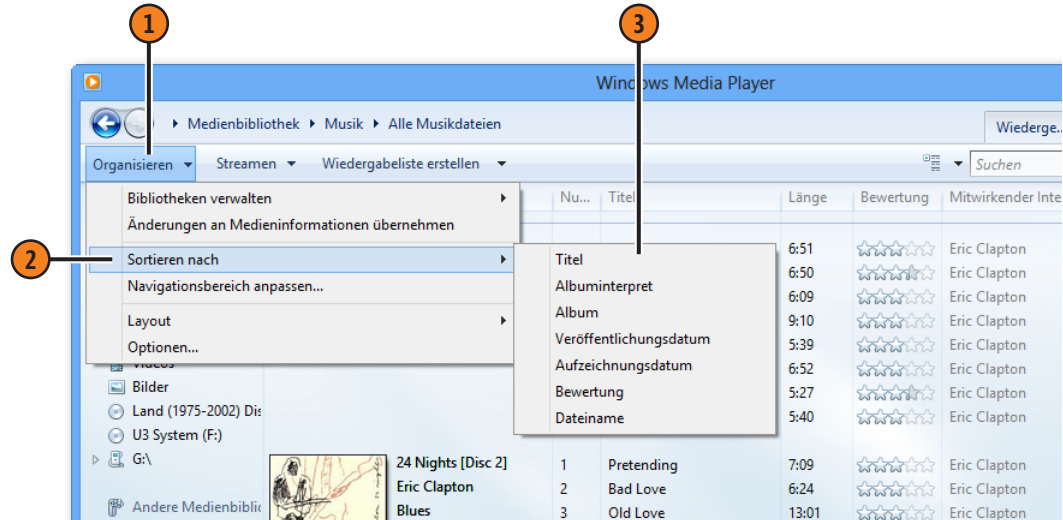 1
3
Windows Media Player
Medienbibliothek Musik Alle Musikdateien
Wiederge...
Organisieren Streamen Wiedergabeliste erstellen
Suchen
Bibliotheken verwalten
Nu... Titel Länge Bewertung Mitwirkender Inte
Änderungen an Medieninformationen übernehmen
2
Sortieren nach
Navigationsbereich anpassen...
Layout
Optionen...
Titel
Albuminterpret
Album
Veröffentlichungsdatum
Aufzeichnungsdatum
Bewertung
Dateiname
6:51 Eric Clapton
6:50 Eric Clapton
6:09 Eric Clapton
9:10 Eric Clapton
5:39 Eric Clapton
6:52 Eric Clapton
5:27 Eric Clapton
5:40 Eric Clapton
Videos
Bilder
Land (1975-2002) Dis
U3 System (F:)
G:\
Andere Medienbiblio
24 Nights [Disc 2]
Eric Clapton
Blues
1 Pretending 7:09 Eric Clapton
2 Bad Love 6:24 Eric Clapton
3 Old Love 13:01 Eric Clapton